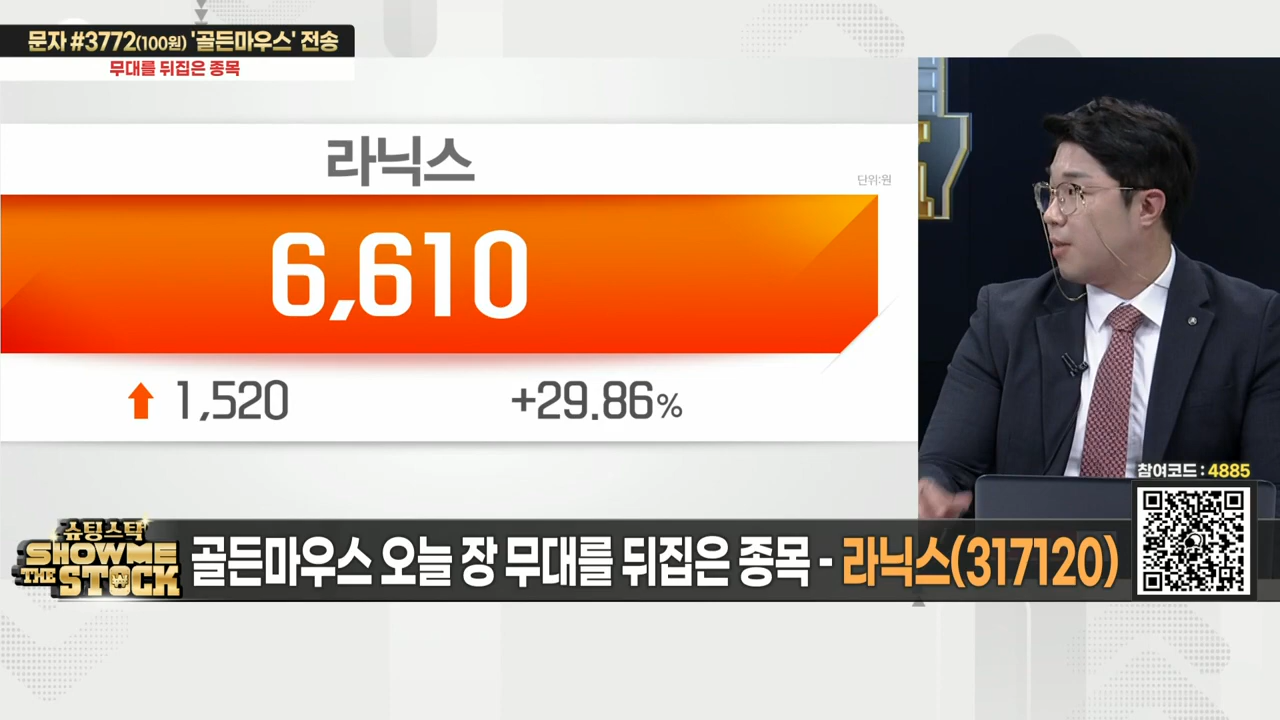 문자 #3772(100원) '골든마우스' 전송
무대를 뒤집은 종목
라닉스
단위:원
6,610
1,520
+29.86%
참여코드 : 4885
슈팅스탁
SHOW ME
THE STOCK
골든마우스 오늘 장 무대를 뒤집은 종목 - 라닉스(317120)